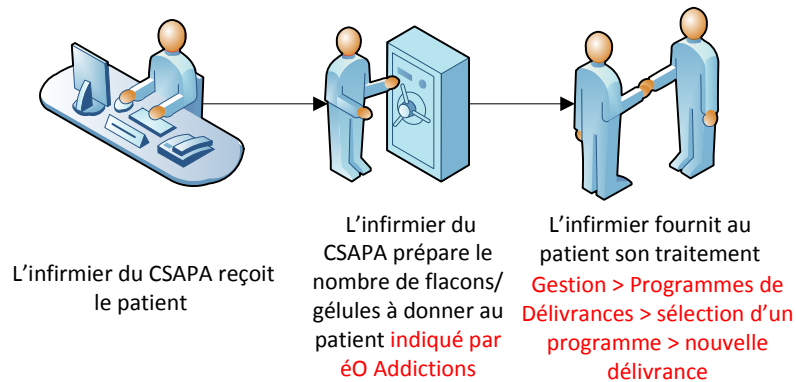 L’infirmier du CSAPA reçoit
le patient
L’infirmier du
CSAPA prépare le
nombre de flacons/
gélules à donner au
patient indiqué par
éO Addictions
L’infirmier fournit au
patient son traitement
Gestion > Programmes de
Délivrances > sélection d’un
programme > nouvelle
délivrance